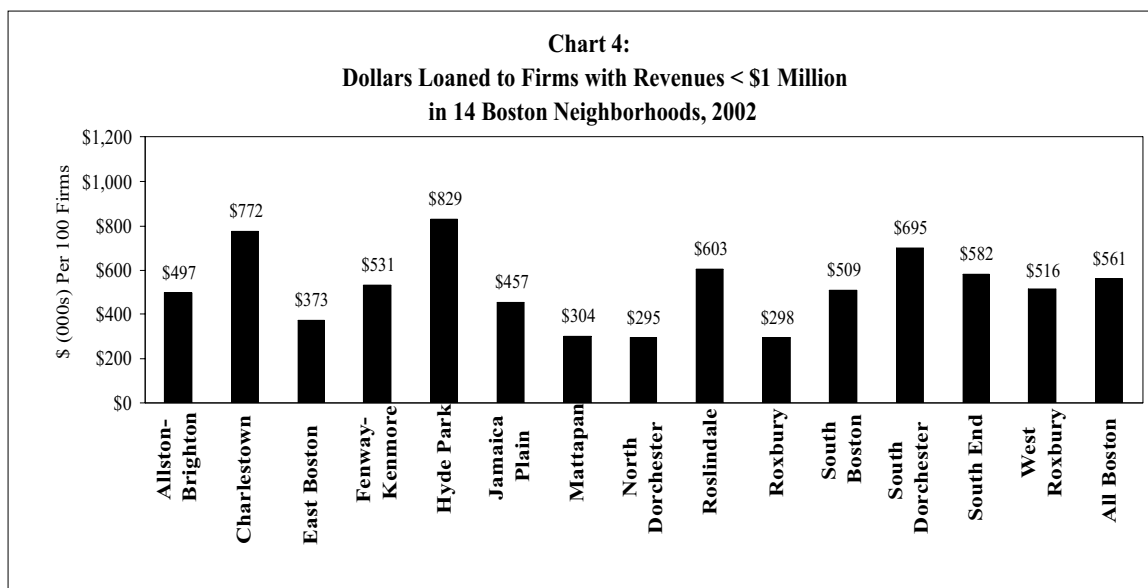 Chart 4:
Dollars Loaned to Firms with Revenues < $1 Million
in 14 Boston Neighborhoods, 2002
$ (000s) Per 100 Firms
$1,200
$1,000
$800
$600
$400
$200
$0
$497
$772
$373
$531
$829
$457
$304
$295
$603
$298
$509
$695
$582
$516
$561
Allston-
Brighton
Charlestown
East Boston
Fenway-
Kenmore
Hyde Park
Jamaica
Plain
Mattapan
North
Dorchester
Roslindale
Roxbury
South
Boston
South
Dorchester
South End
West
Roxbury
All Boston